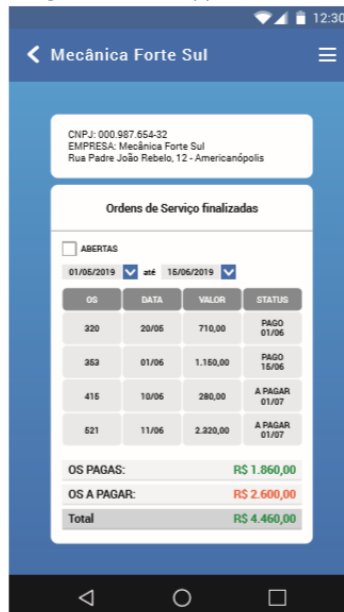 12:30
Mecânica Forte Sul
CNPJ: 000.987.654-32
EMPRESA: Mecânica Forte Sul
Rua Padre João Rebelo, 12 - Americanópolis
Ordens de Serviço finalizadas
ABERTAS
01/05/2019 até 15/06/2019
OS DATA VALOR STATUS
320 20/05 710,00 PAGO 01/06
353 01/06 1.150,00 PAGO 15/06
415 10/06 280,00 A PAGAR 01/07
521 11/06 2.320,00 A PAGAR 01/07
OS PAGAS: R$ 1.860,00
OS A PAGAR: R$ 2.600,00
Total R$ 4.460,00